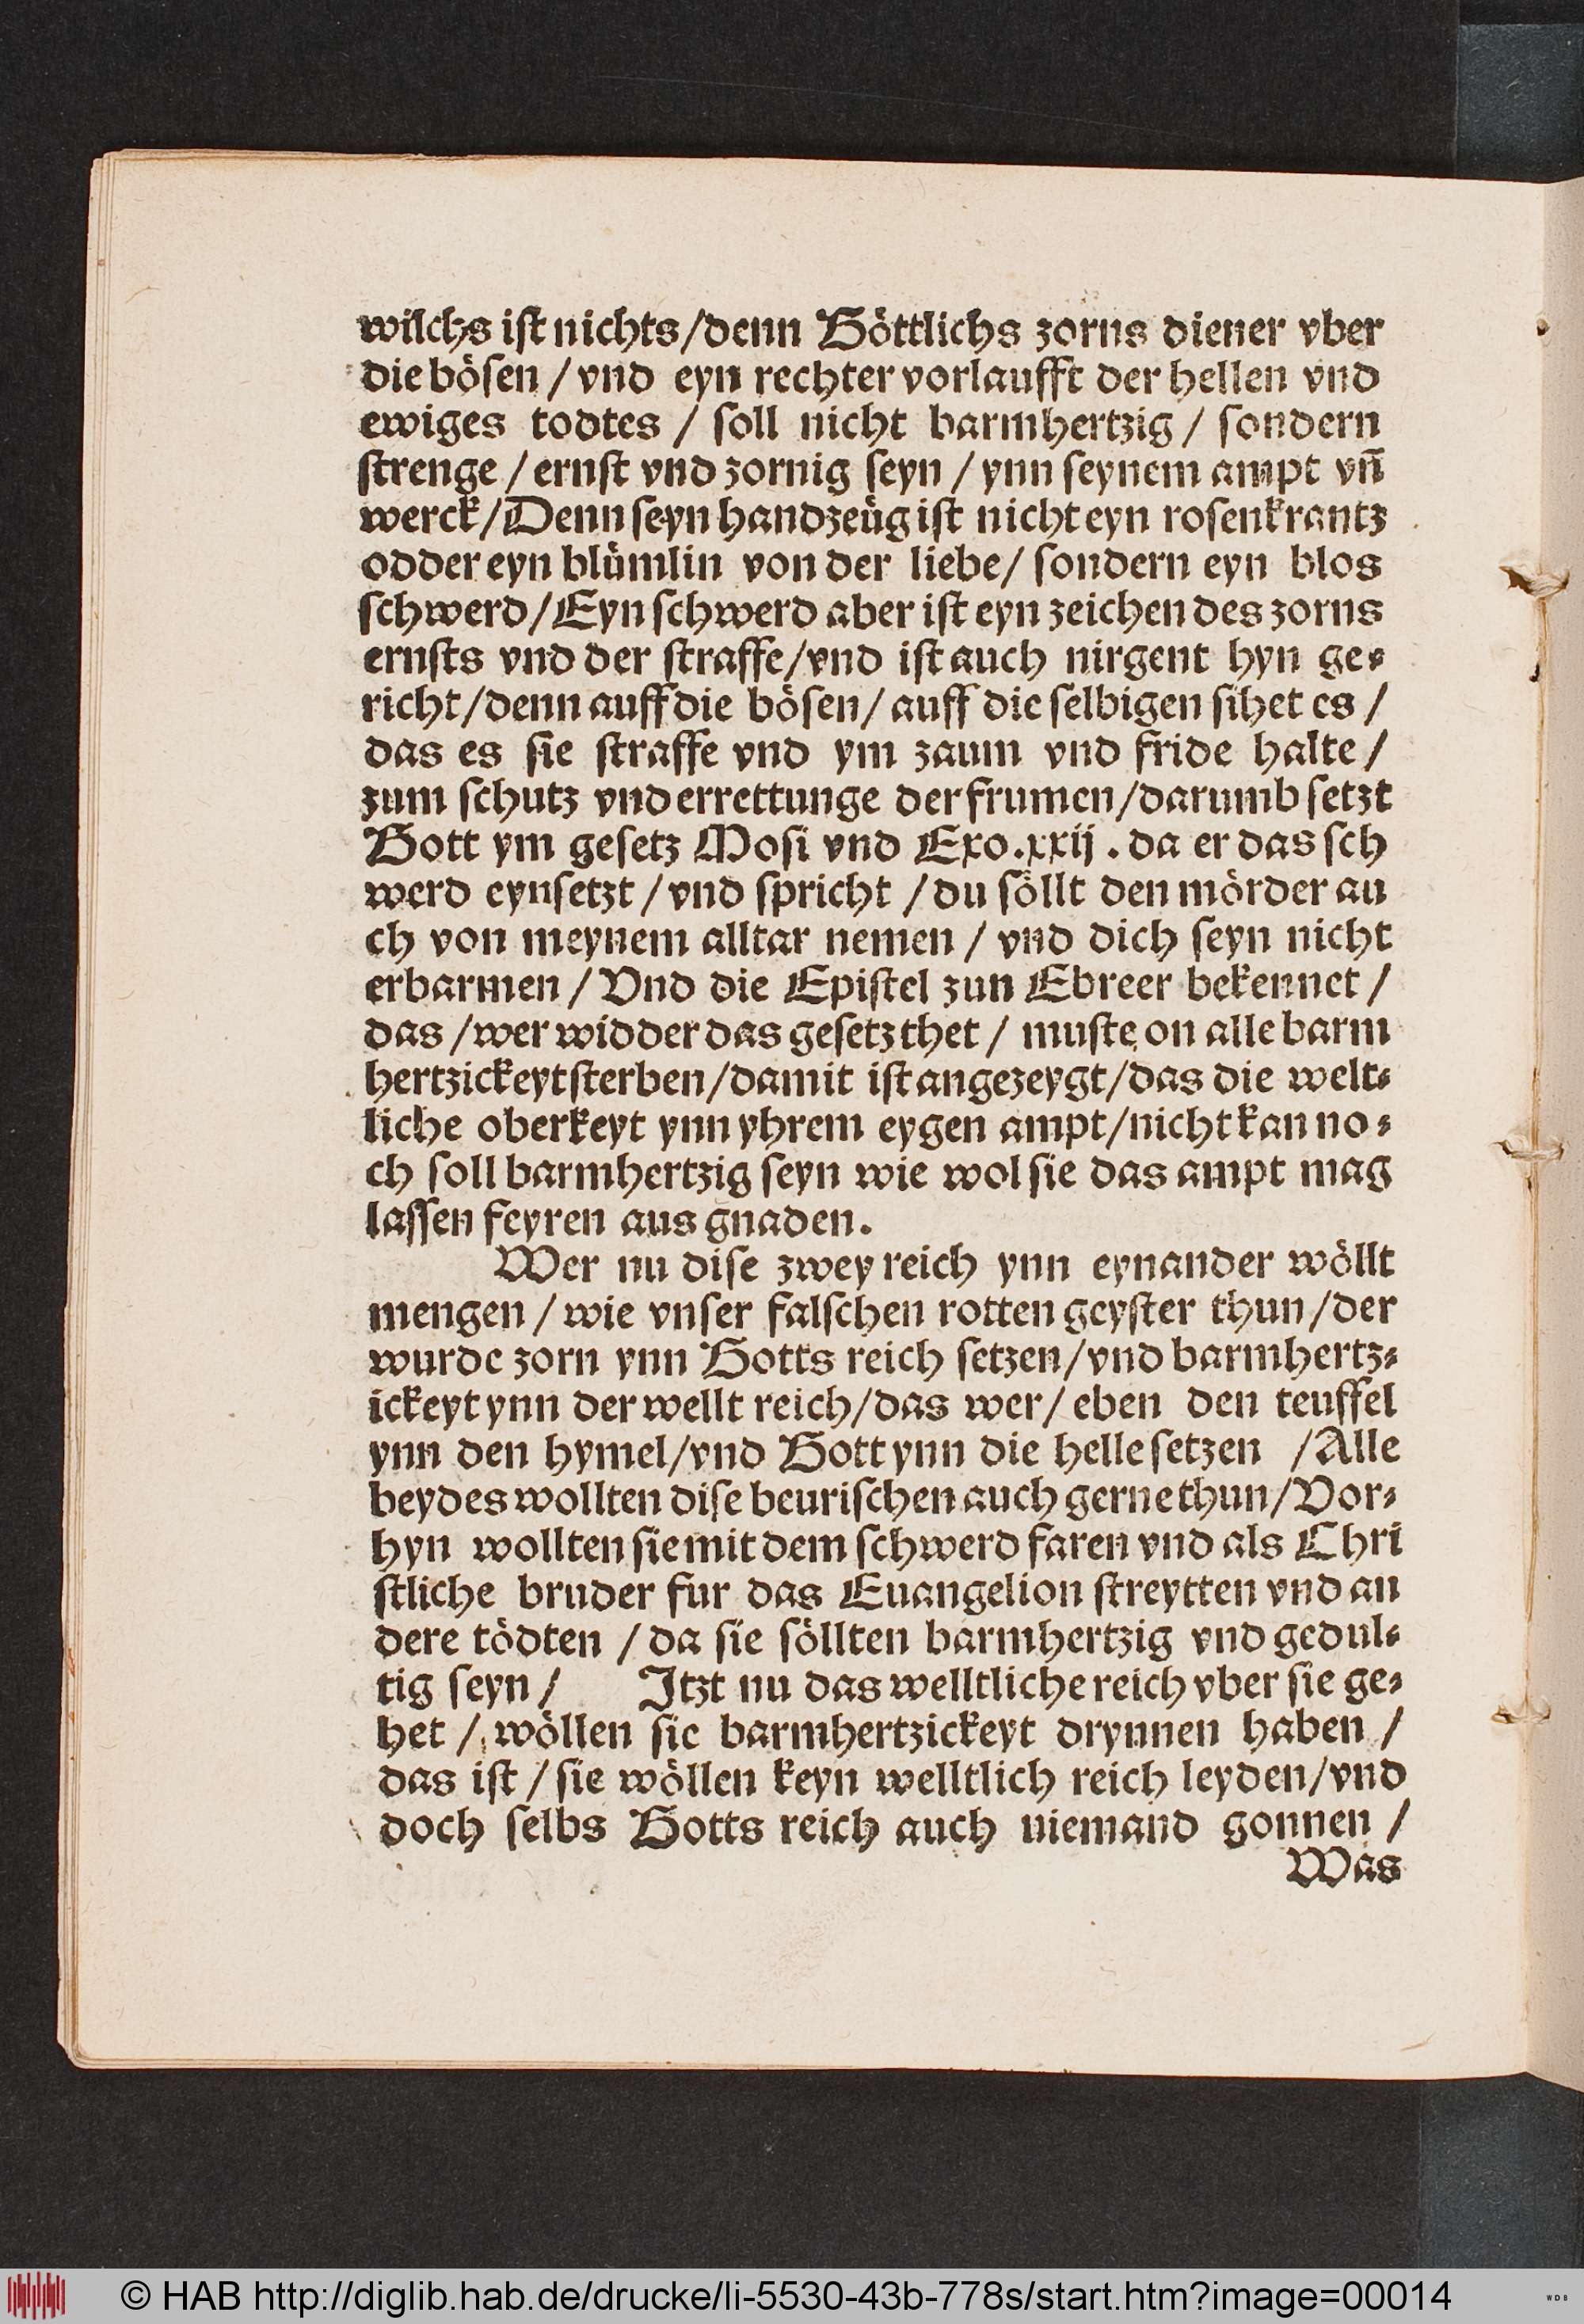 wilchs iſt nichts/denn Göttlichs zorns diener vber
die böſen / vnd eyn rechter vorlaufft der hellen vnd
ewiges todtes / ſoll nicht barmhertzig / ſondern
ſtrenge / ernſt vnd zornig ſeyn / ynn ſeynem ampt vñ
werck/Denn ſeyn handzeüg iſt nicht eyn roſenkrantz
odder eyn blümlin von der liebe/ ſondern eyn blos
ſchwerd/Eyn ſchwerd aber iſt eyn zeichen des zorns
ernſts vnd der ſtraffe/vnd iſt auch nirgent hyn ge⸗
richt/denn auff die böſen/ auff die ſelbigen ſihet es /
das es ſie ſtraffe vnd ym zaum vnd fride halte /
zum ſchutz vnd errettunge der frumen/darumb ſetzt
Gott ym geſetz Moſi vnd Exo.xxij . da er das ſch
werd eynſetzt / vnd ſpricht / du ſöllt den mörder au
ch von meynem alltar nemen / vnd dich ſeyn nicht
erbarmen / Vnd die Epiſtel zun Ebreer bekennet /
das /wer widder das geſetz thet / muſte on alle barm
hertzickeyt ſterben/damit iſt angezeygt/das die welt⸗
liche oberkeyt ynn yhrem eygen ampt/nicht kan no⸗
ch ſoll barmhertzig ſeyn wie wol ſie das ampt mag
laſſen feyren aus gnaden.
Wer nu diſe zwey reich ynn eynander wöllt
mengen / wie vnſer falſchen rotten geyſter thun /der
wurde zorn ynn Gotts reich ſetzen/vnd barmhertz⸗
ickeyt ynn der wellt reich/das wer/ eben den teuffel
ynn den hymel/vnd Gott ynn die helle ſetzen /Alle
beydes wollten diſe beuriſchen auch gerne thun/Vor⸗
hyn wollten ſie mit dem ſchwerd faren vnd als Chri
ſtliche bruder fur das Euangelion ſtreytten vnd an
dere tödten / da ſie ſöllten barmhertzig vnd gedul⸗
tig ſeyn / Itzt nu das welltliche reich vber ſie ge⸗
het / wöllen ſie barmhertzickeyt drynnen haben /
das iſt / ſie wöllen keyn welltlich reich leyden/vnd
doch ſelbs Gotts reich auch niemand gonnen /
Was
© HAB http://diglib.hab.de/drucke/li-5530-43b-778s/start.htm?image=00014
WDB